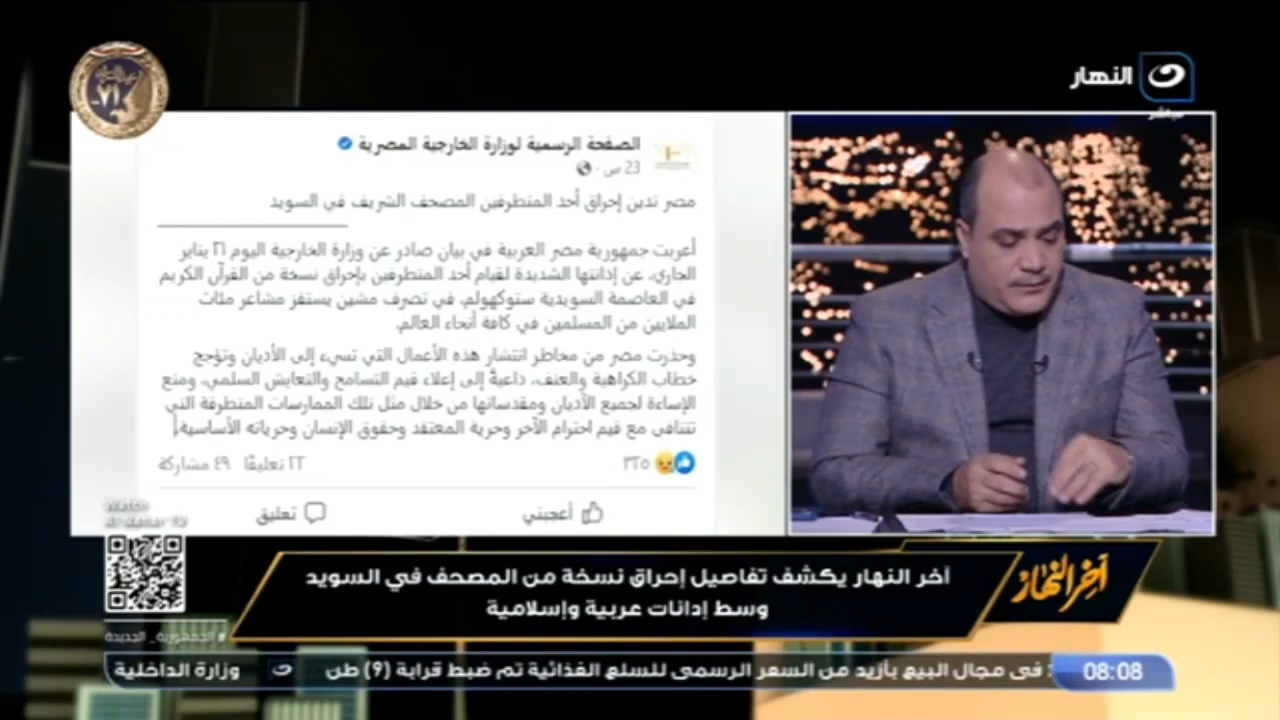 النهار
مباشر
الصفحة الرسمية لوزارة الخارجية المصرية
23 س
مصر تدين إحراق أحد المتطرفين المصحف الشريف في السويد
أعربت جمهورية مصر العربية في بيان صادر عن وزارة الخارجية اليوم ٢١ يناير
الجاري، عن إدانتها الشديدة لقيام أحد المتطرفين بإحراق نسخة من القرآن الكريم
في العاصمة السويدية ستوكهولم، في تصرف مشين يستفز مشاعر مئات
الملايين من المسلمين في كافة أنحاء العالم.
وحذرت مصر من مخاطر انتشار هذه الأعمال التي تسيء إلى الأديان وتؤجج
خطاب الكراهية والعنف، داعيةً إلى إعلاء قيم التسامح والتعايش السلمي، ومنع
الإساءة لجميع الأديان ومقدساتها من خلال مثل تلك الممارسات المتطرفة التي
تتنافى مع قيم احترام الآخر وحرية المعتقد وحقوق الإنسان وحرياته الأساسية.
٣٢٥
٢٢ تعليقًا ٤٩ مشاركة
أعجبني
تعليق
Watch
Al Nahar TV
آخر النهار
آخر النهار يكشف تفاصيل إحراق نسخة من المصحف في السويد
وسط إدانات عربية وإسلامية
#الجمهورية_الجديدة
08:08
فى مجال البيع بأزيد من السعر الرسمى للسلع الغذائية تم ضبط قرابة (9) طن
وزارة الداخلية